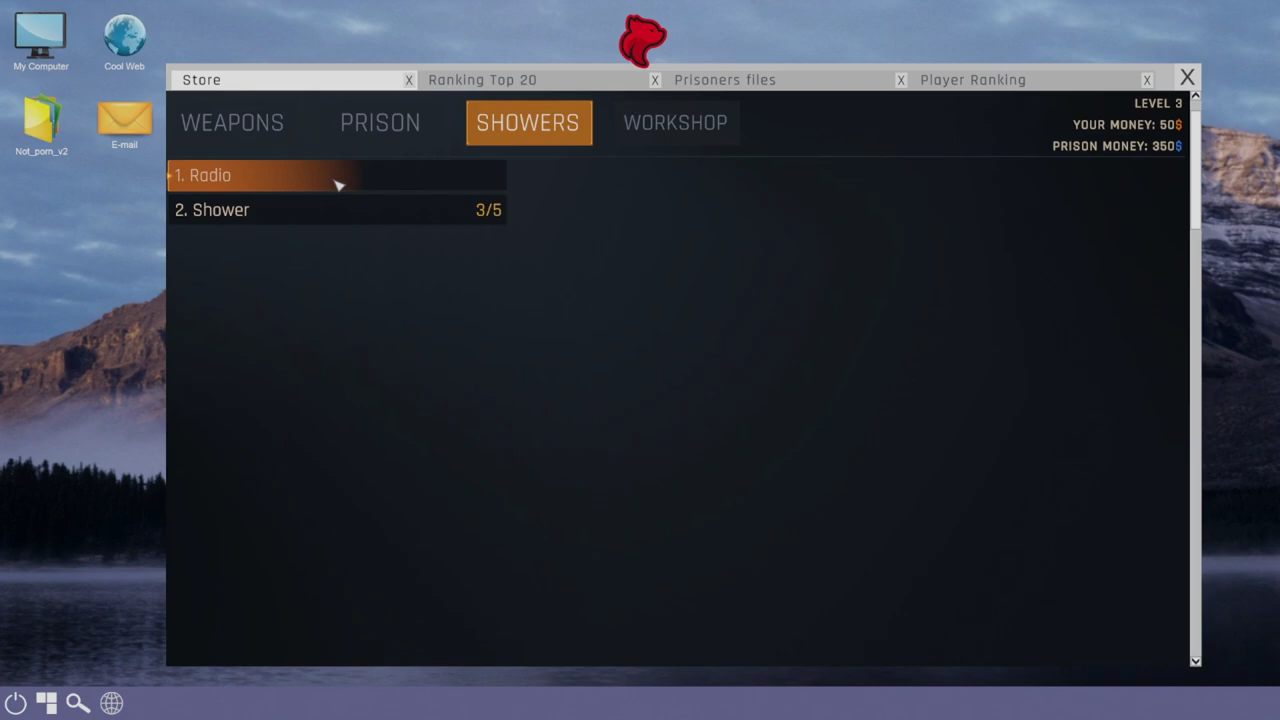 My Computer
Cool Web
Not_porn_v2
E-mail
Store X
Ranking Top 20 X
Prisoners files X
Player Ranking X
X
WEAPONS PRISON SHOWERS WORKSHOP
LEVEL 3
YOUR MONEY: 50$
PRISON MONEY: 350$
1. Radio
2. Shower 3/5